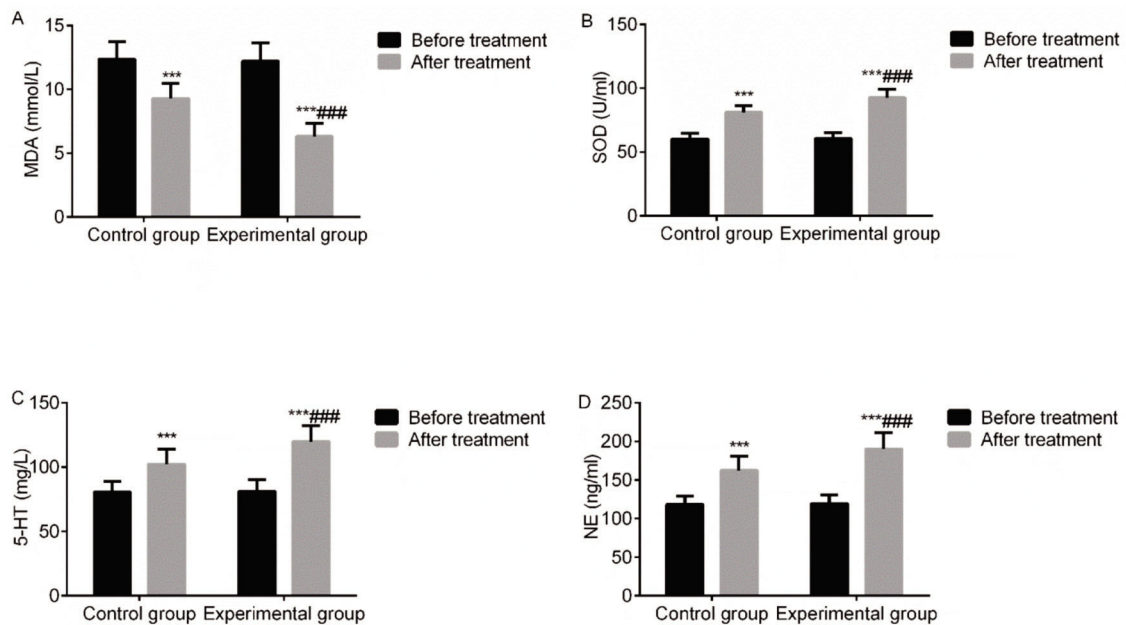 A
MDA (mmol/L)
15
10
5
0
***
***###
Control group
Experimental group
Before treatment
After treatment
B
SOD (U/ml)
150
100
50
0
***
***###
Control group
Experimental group
Before treatment
After treatment
C
5-HT (mg/L)
150
100
50
0
***
***###
Control group
Experimental group
Before treatment
After treatment
D
NE (ng/ml)
250
200
150
100
50
0
***
***###
Control group
Experimental group
Before treatment
After treatment